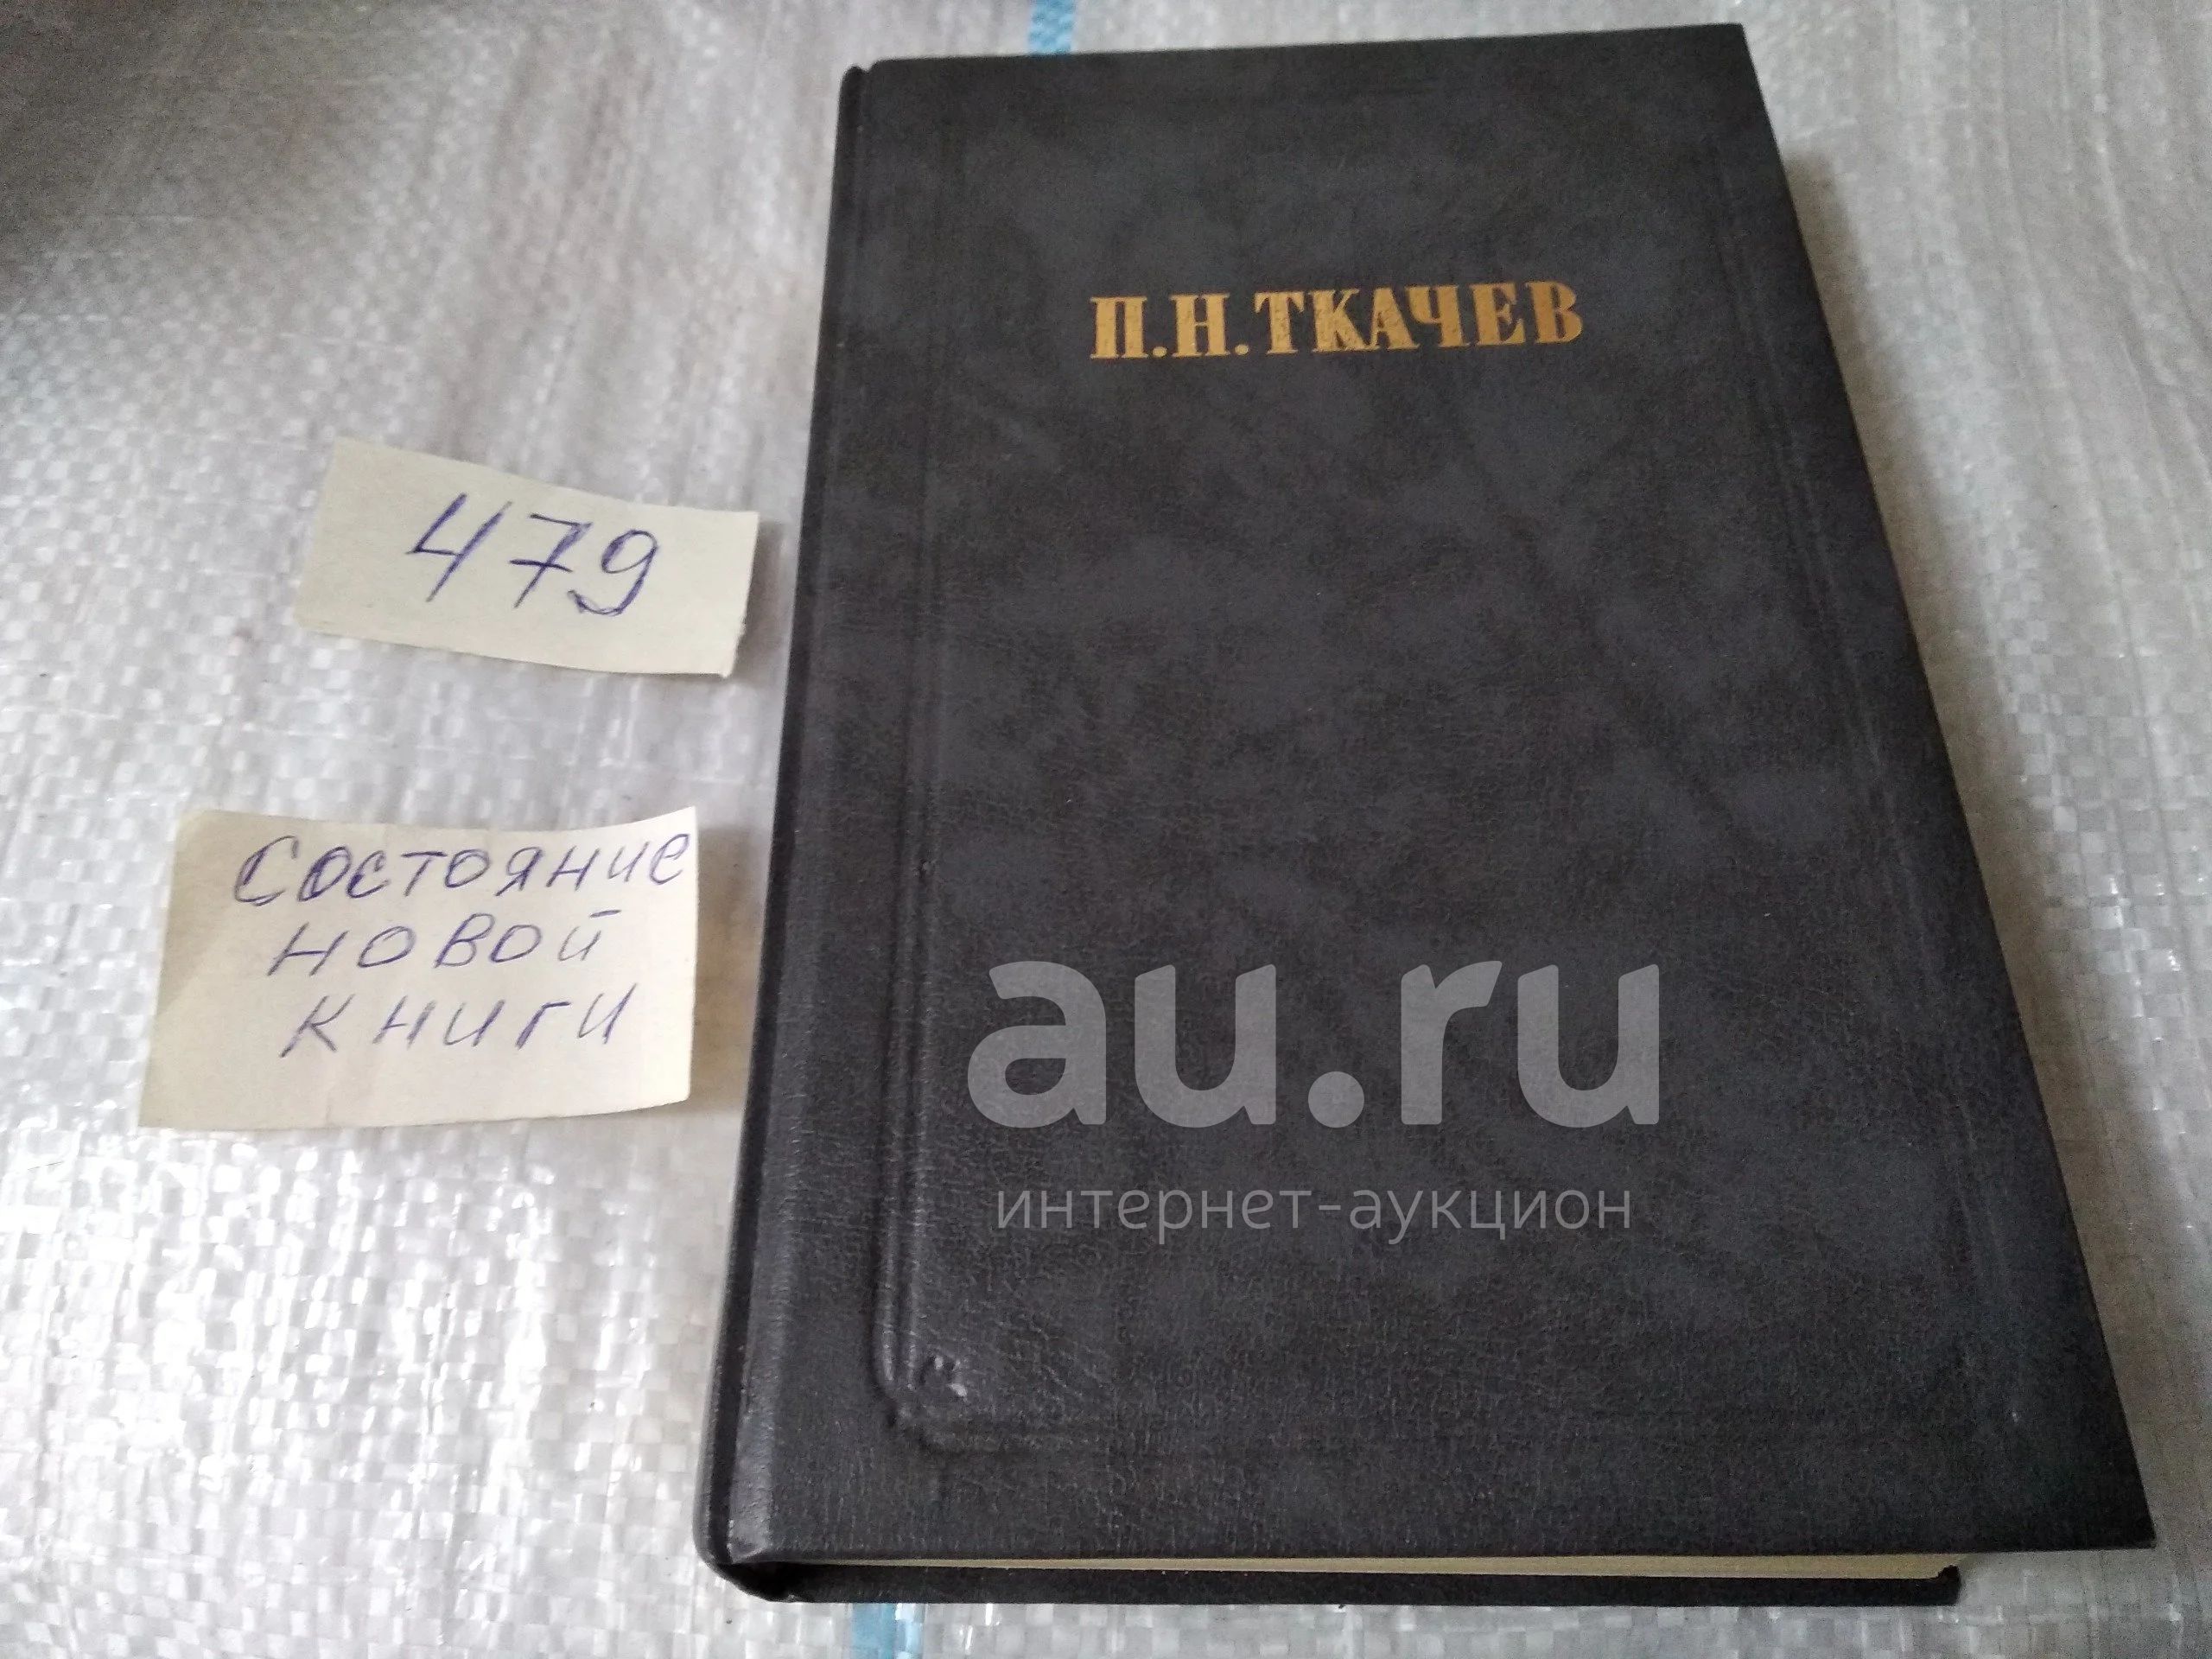 П.Н.ТКАЧЕВ
479
Состояние
новой
книги
au.ru
интернет-аукцион